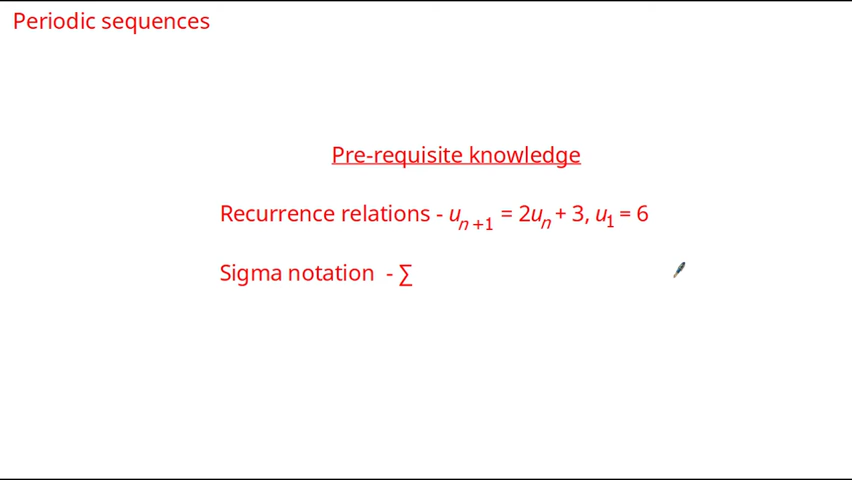 Periodic sequences
Pre-requisite knowledge
Recurrence relations - uₙ₊₁ = 2uₙ + 3, u₁ = 6
Sigma notation - ∑